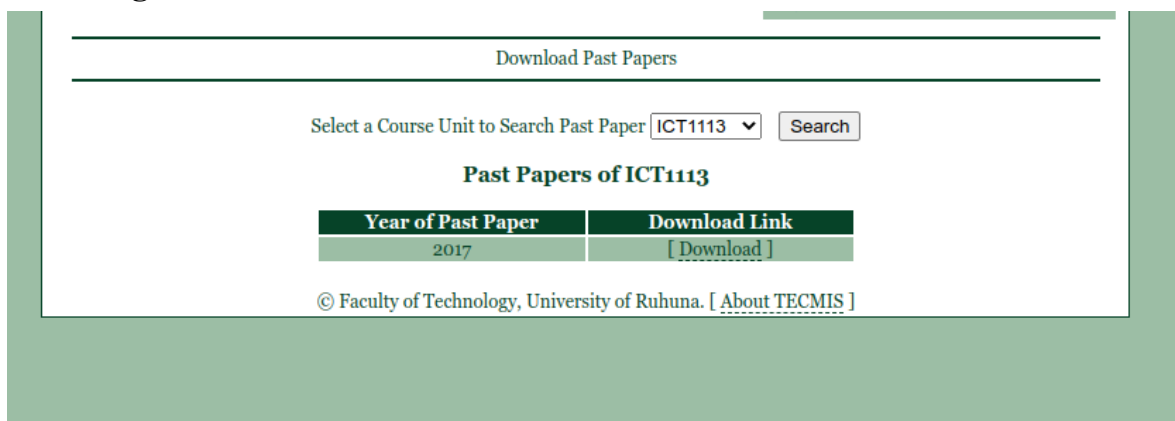 Download Past Papers
Select a Course Unit to Search Past Paper ICT1113 Search
Past Papers of ICT1113
Year of Past Paper Download Link
2017 [ Download ]
© Faculty of Technology, University of Ruhuna. [ About TECMIS ]